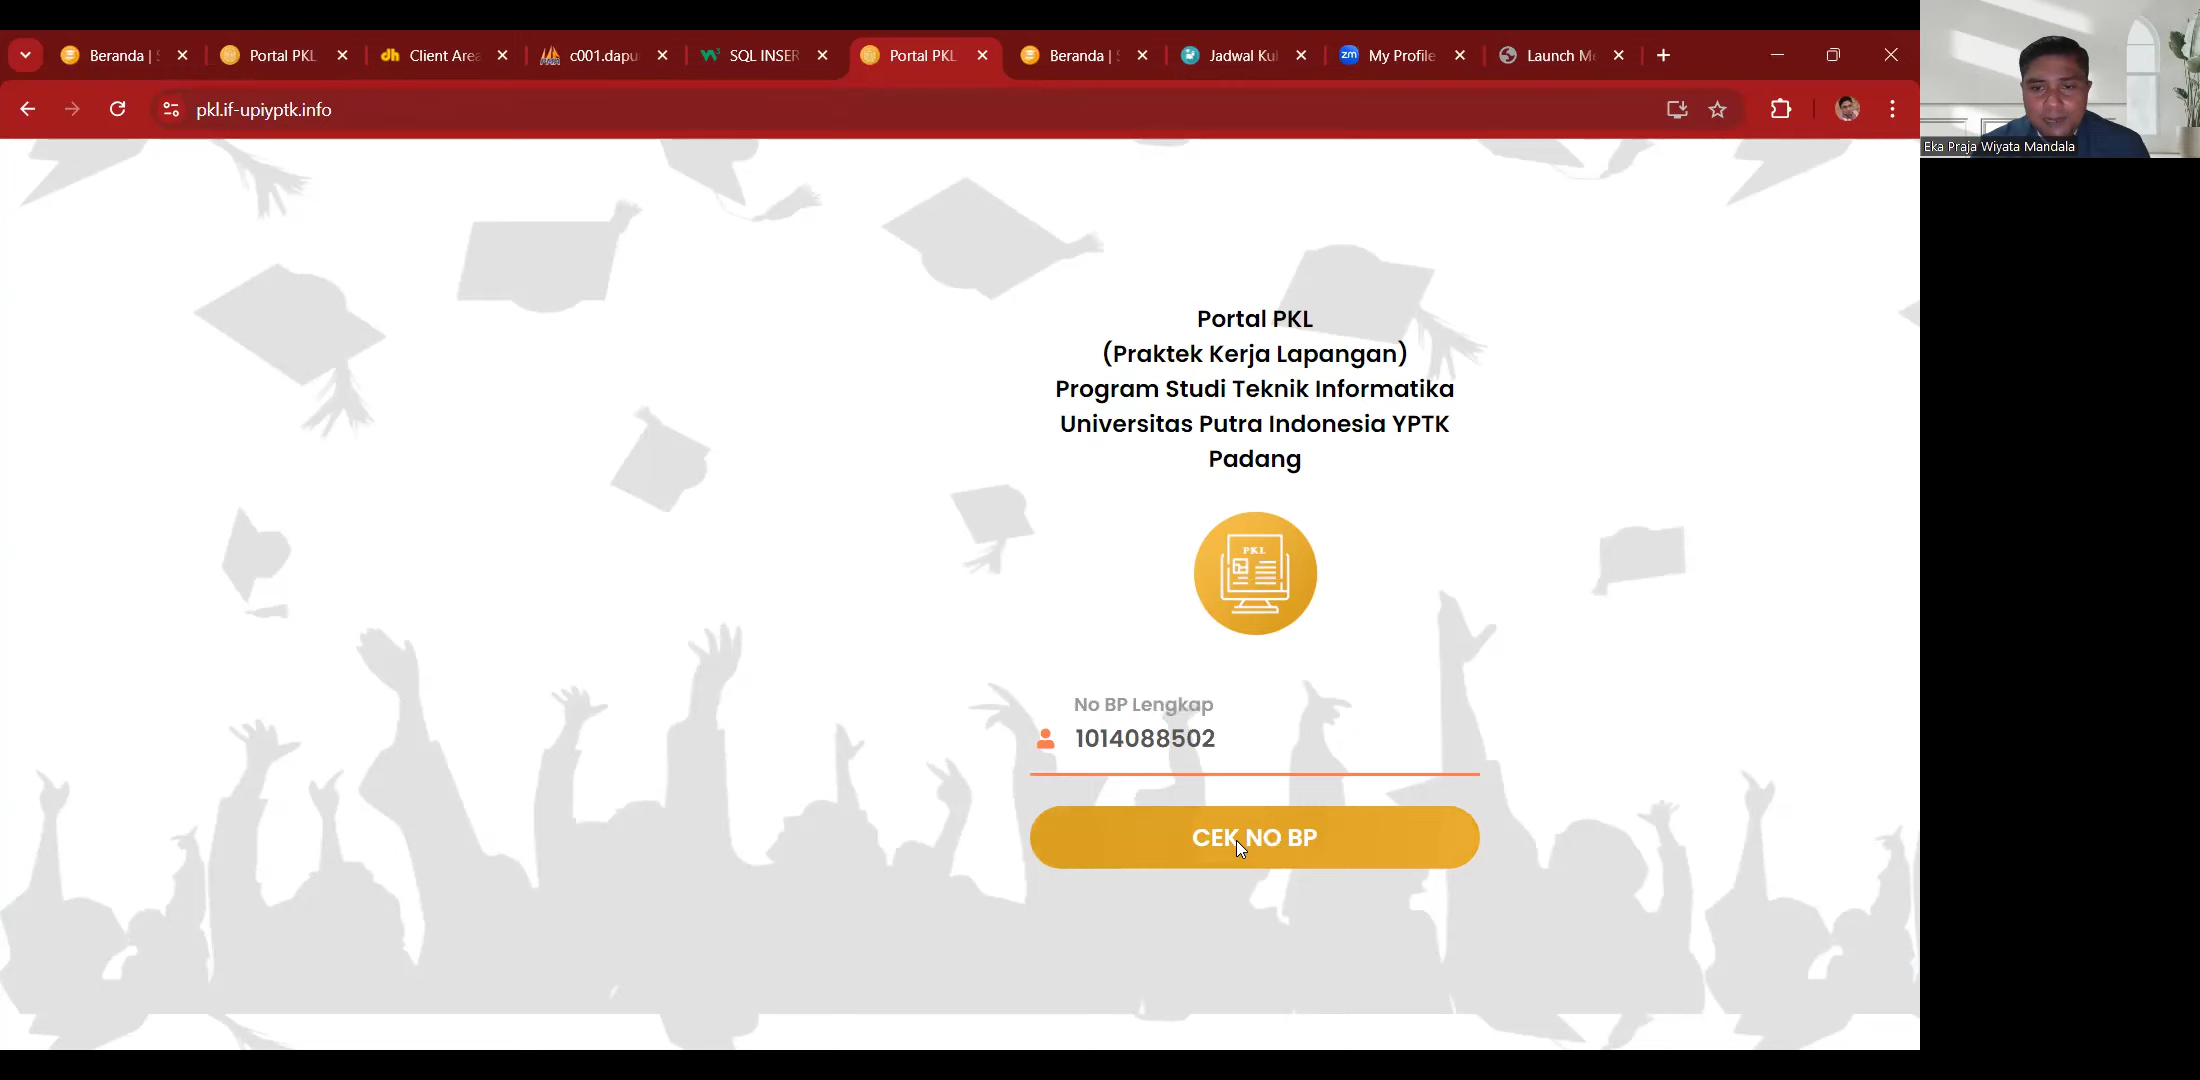 Beranda | S
Portal PKL
Client Area
c001.dapu
SQL INSER
Portal PKL
Beranda | S
Jadwal Kul
zm
My Profile
Launch Me
pkl.if-upiyptk.info
Eka Praja Wiyata Mandala
Portal PKL
(Praktek Kerja Lapangan)
Program Studi Teknik Informatika
Universitas Putra Indonesia YPTK
Padang
PKL
No BP Lengkap
1014088502
CEK NO BP